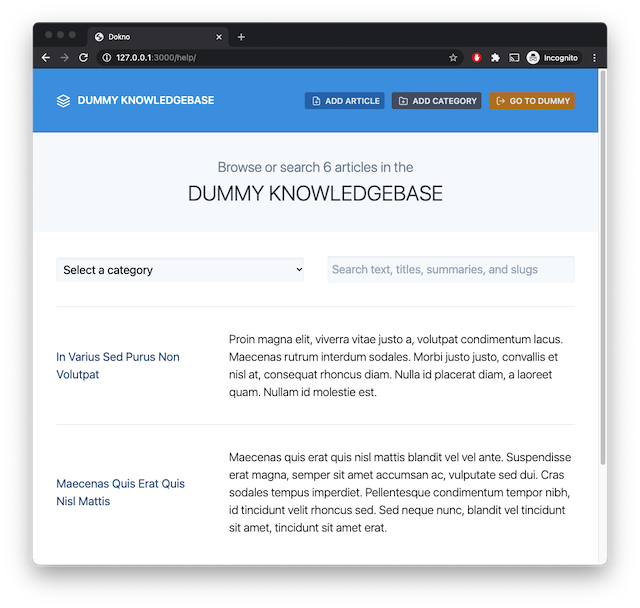 Dokno
127.0.0.1:3000/help/
Incognito
DUMMY KNOWLEDGEBASE
ADD ARTICLE
ADD CATEGORY
GO TO DUMMY
Browse or search 6 articles in the
DUMMY KNOWLEDGEBASE
Select a category
Search text, titles, summaries, and slugs
In Varius Sed Purus Non
Volutpat
Proin magna elit, viverra vitae justo a, volutpat condimentum lacus.
Maecenas rutrum interdum sodales. Morbi justo justo, convallis et
nisl at, consequat rhoncus diam. Nulla id placerat diam, a laoreet
quam. Nullam id molestie est.
Maecenas Quis Erat Quis
Nisl Mattis
Maecenas quis erat quis nisl mattis blandit vel vel ante. Suspendisse
erat magna, semper sit amet accumsan ac, vulputate sed dui. Cras
sodales tempus imperdiet. Pellentesque condimentum tempor nibh,
id tincidunt velit rhoncus sed. Sed neque nunc, blandit vel tincidunt
sit amet, tincidunt sit amet erat.